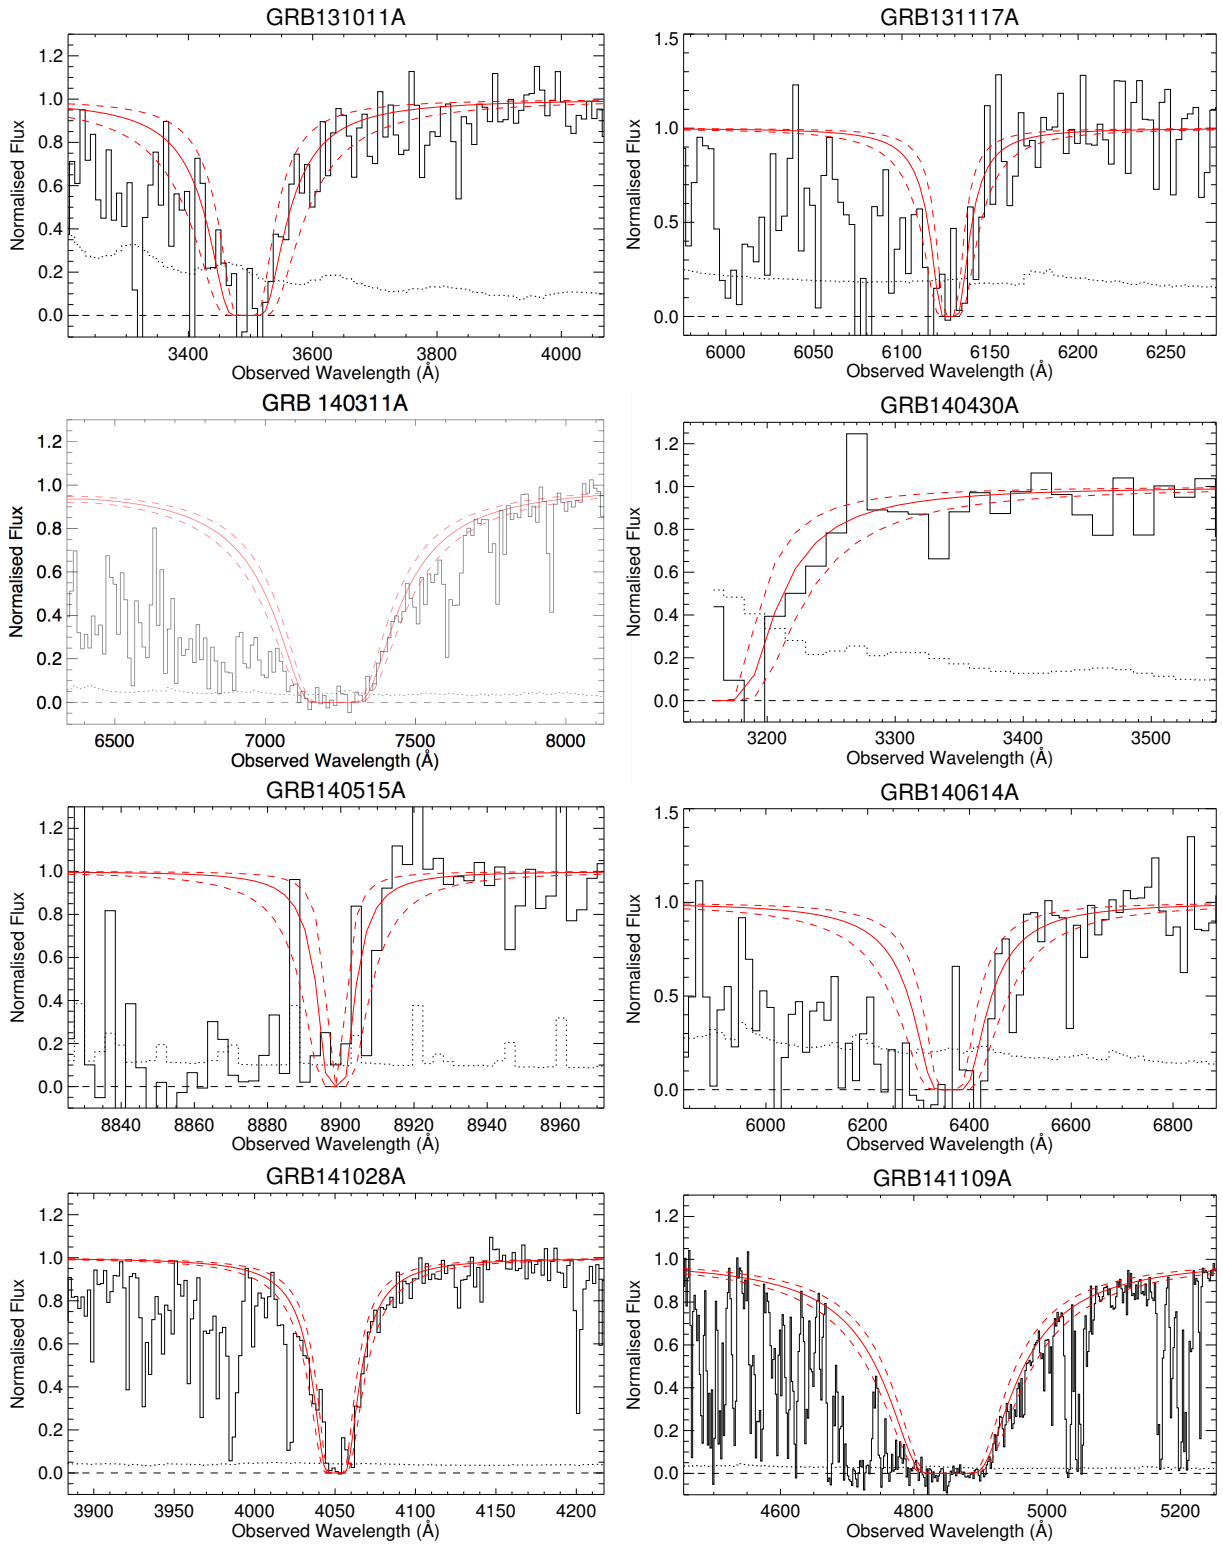 GRB131011A
Normalised Flux
1.2
1.0
0.8
0.6
0.4
0.2
0.0
3400 3600 3800 4000
Observed Wavelength (Å)
GRB131117A
Normalised Flux
1.5
1.0
0.5
0.0
6000 6050 6100 6150 6200 6250
Observed Wavelength (Å)
GRB 140311A
Normalised Flux
1.2
1.0
0.8
0.6
0.4
0.2
0.0
6500 7000 7500 8000
Observed Wavelength (Å)
GRB140430A
Normalised Flux
1.2
1.0
0.8
0.6
0.4
0.2
0.0
3200 3300 3400 3500
Observed Wavelength (Å)
GRB140515A
Normalised Flux
1.2
1.0
0.8
0.6
0.4
0.2
0.0
8840 8860 8880 8900 8920 8940 8960
Observed Wavelength (Å)
GRB140614A
Normalised Flux
1.5
1.0
0.5
0.0
6000 6200 6400 6600 6800
Observed Wavelength (Å)
GRB141028A
Normalised Flux
1.2
1.0
0.8
0.6
0.4
0.2
0.0
3900 3950 4000 4050 4100 4150 4200
Observed Wavelength (Å)
GRB141109A
Normalised Flux
1.2
1.0
0.8
0.6
0.4
0.2
0.0
4600 4800 5000 5200
Observed Wavelength (Å)